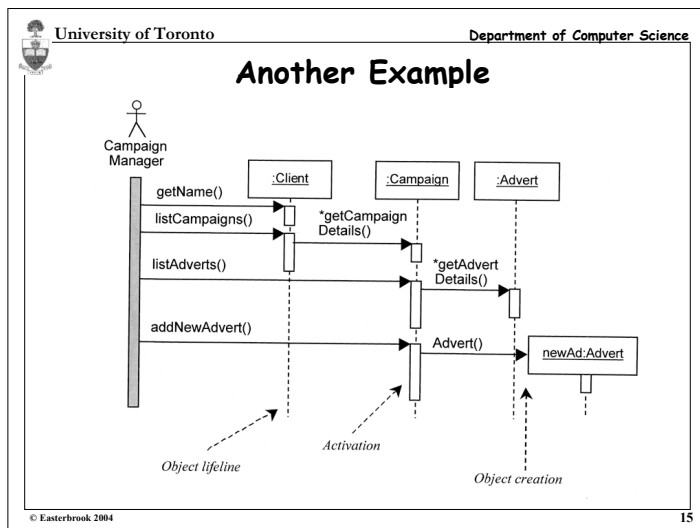 University of Toronto
Department of Computer Science
Another Example
Campaign
Manager
:Client
:Campaign
:Advert
getName()
listCampaigns()
*getCampaign
Details()
listAdverts()
*getAdvert
Details()
addNewAdvert()
Advert()
newAd:Advert
Object lifeline
Activation
Object creation
© Easterbrook 2004
15